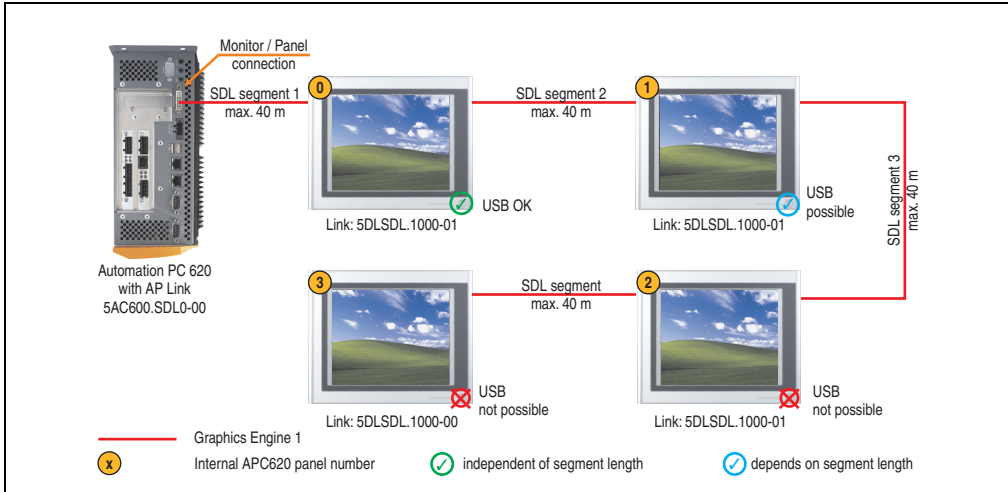 Monitor / Panel
connection
SDL segment 1
max. 40 m
0
SDL segment 2
max. 40 m
1
USB OK
Link: 5DLSDL.1000-01
USB
possible
Link: 5DLSDL.1000-01
SDL segment 3
max. 40 m
Automation PC 620
with AP Link
5AC600.SDL0-00
3
SDL segment
max. 40 m
2
USB
not possible
Link: 5DLSDL.1000-00
USB
not possible
Link: 5DLSDL.1000-01
Graphics Engine 1
x
Internal APC620 panel number
independent of segment length
depends on segment length